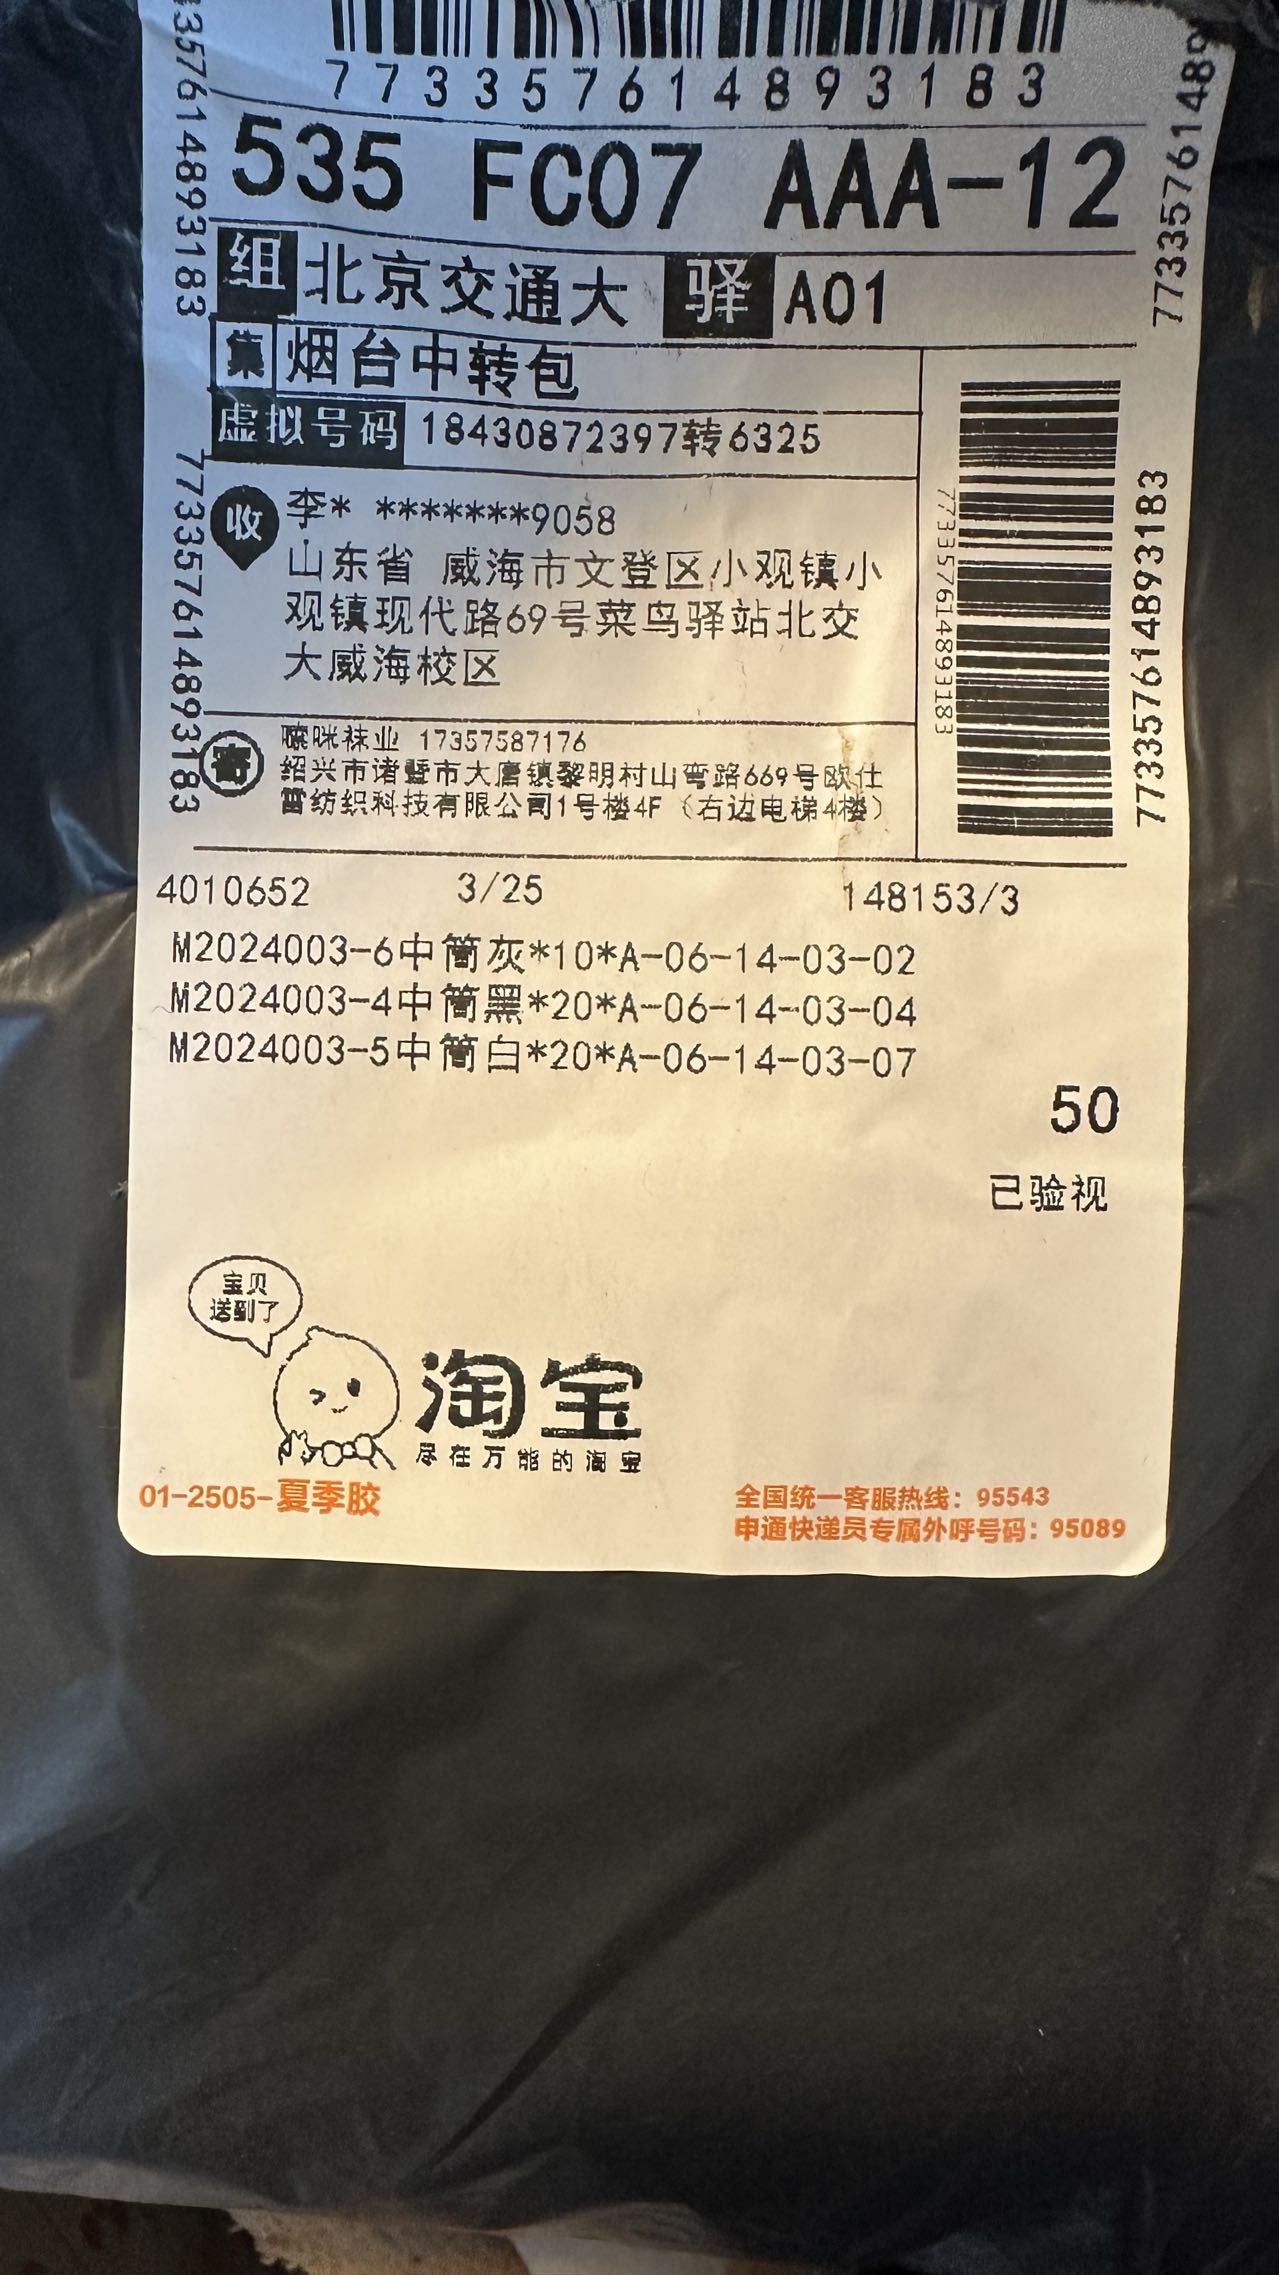 773357614893183
535 FC07 AAA-12
组 北京交通大 驿 A01
集 烟台中转包
虚拟号码 18430872397转6325
收 李* *******9058
山东省 威海市文登区小观镇小
观镇现代路69号菜鸟驿站北交
大威海校区
寄 咪袜业 17357587176
绍兴市诸暨市大唐镇黎明村山弯路669号欧仕
雷纺织科技有限公司1号楼4F（右边电梯4楼）
773357614893183
773357614893183
773357614893183
4010652 3/25 148153/3
M2024003-6中筒灰*10*A-06-14-03-02
M2024003-4中筒黑*20*A-06-14-03-04
M2024003-5中筒白*20*A-06-14-03-07
50
已验视
宝贝
送到了
淘宝
尽在万能的淘宝
01-2505-夏季胶
全国统一客服热线：95543
申通快递员专属外呼号码：95089